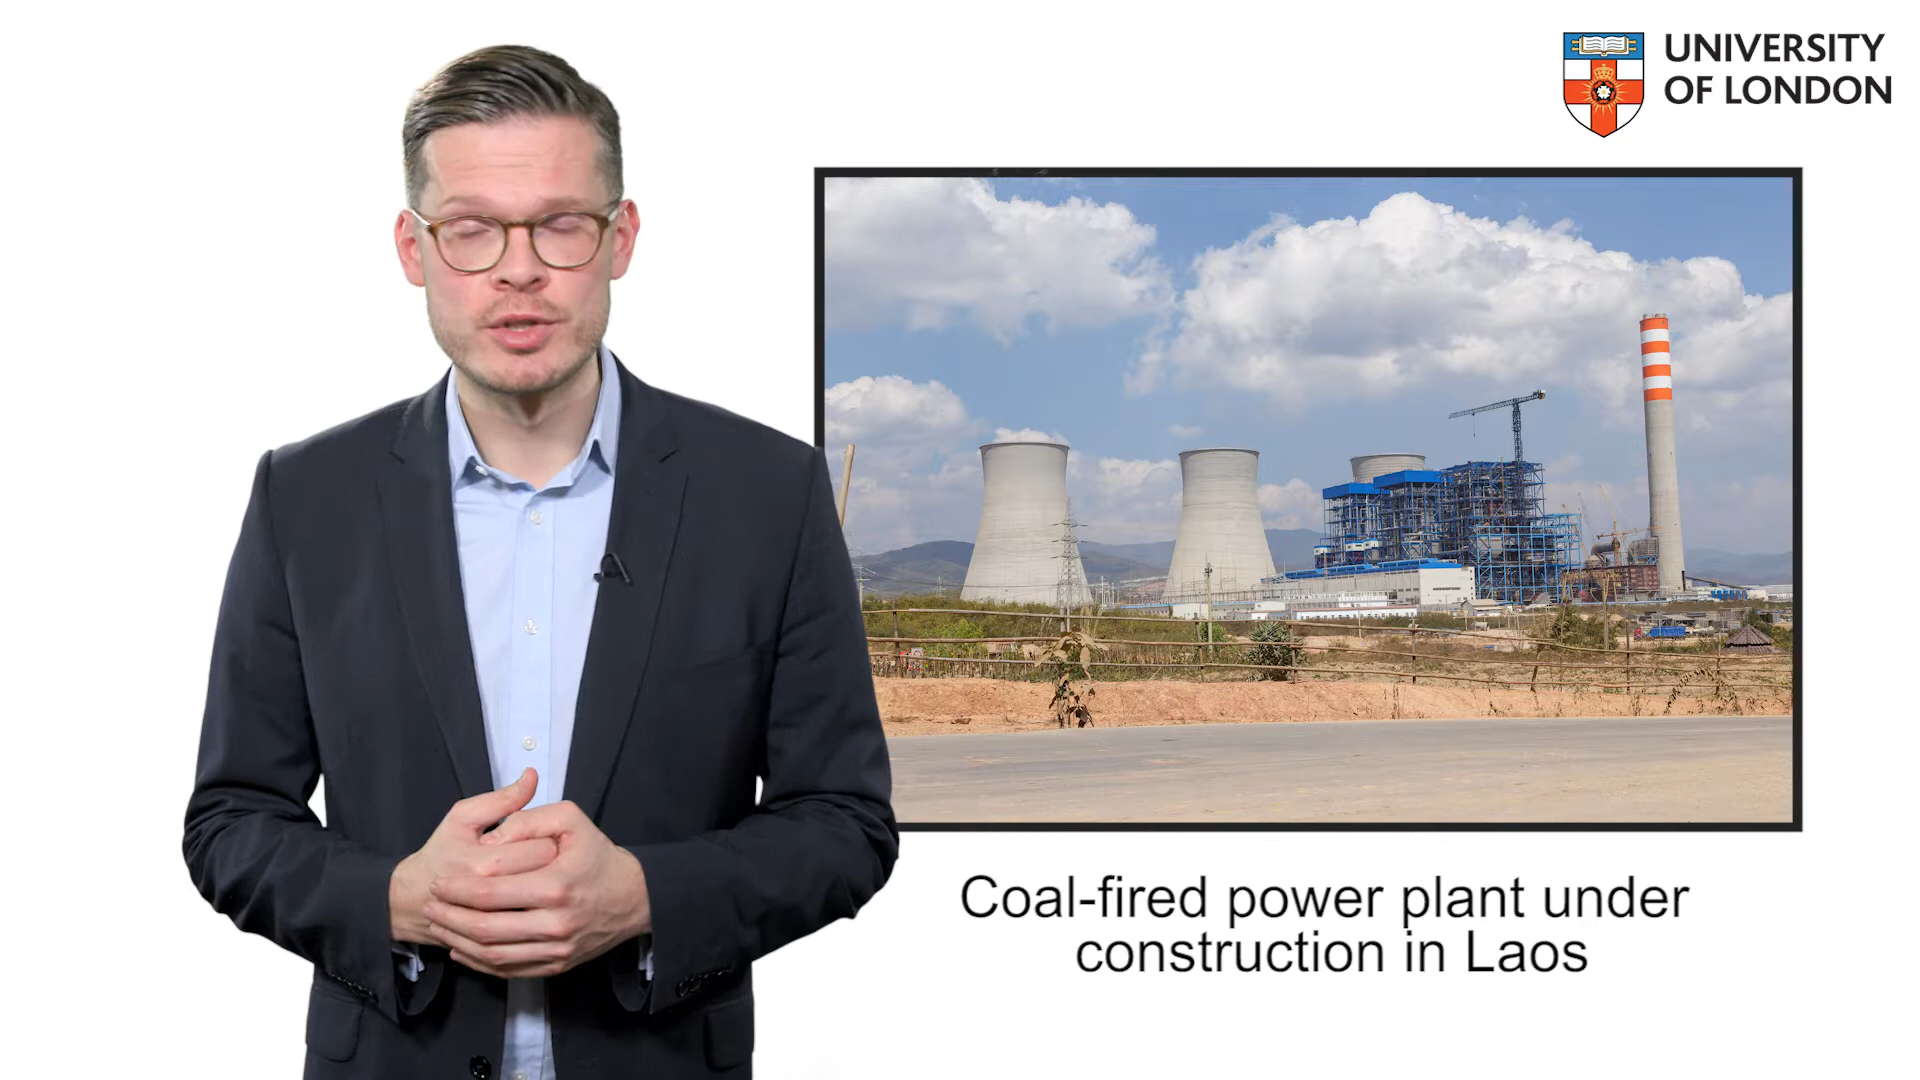 UNIVERSITY
OF LONDON
Coal-fired power plant under
construction in Laos